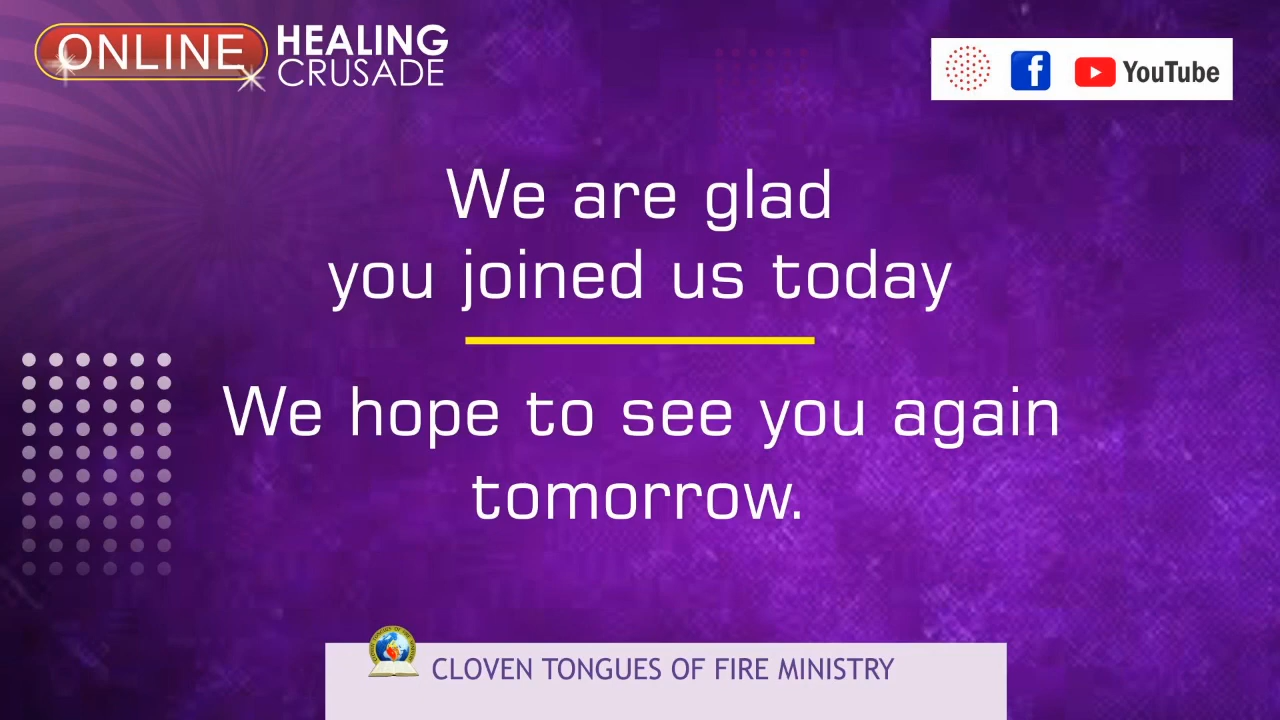 ONLINE HEALING
CRUSADE
f YouTube
We are glad
you joined us today
We hope to see you again
tomorrow.
CLOVEN TONGUES OF FIRE MINISTRY